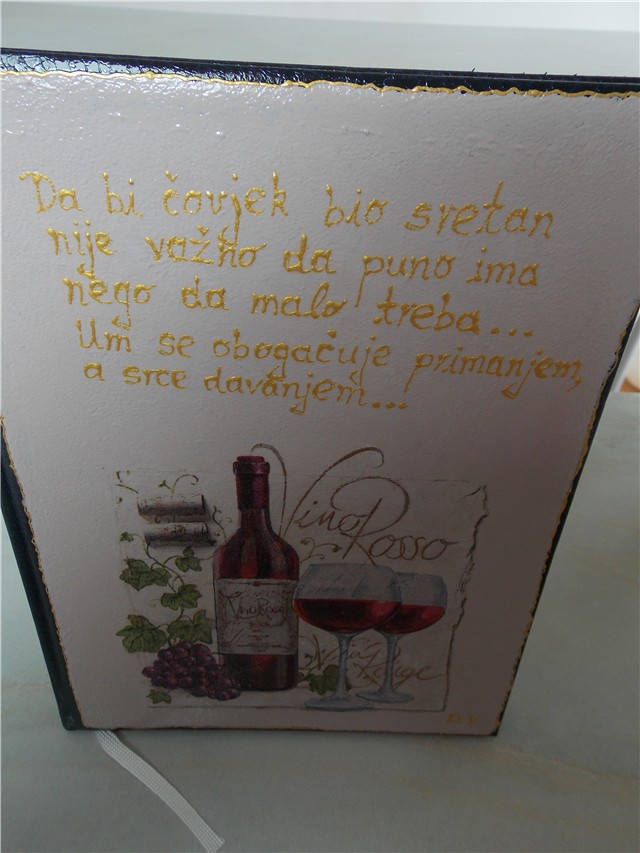 Da bi čovjek bio sretan
nije važno da puno ima
nego da malo treba...
Um se obogaćuje primanjem,
a srce davanjem...
Vino
Rosso